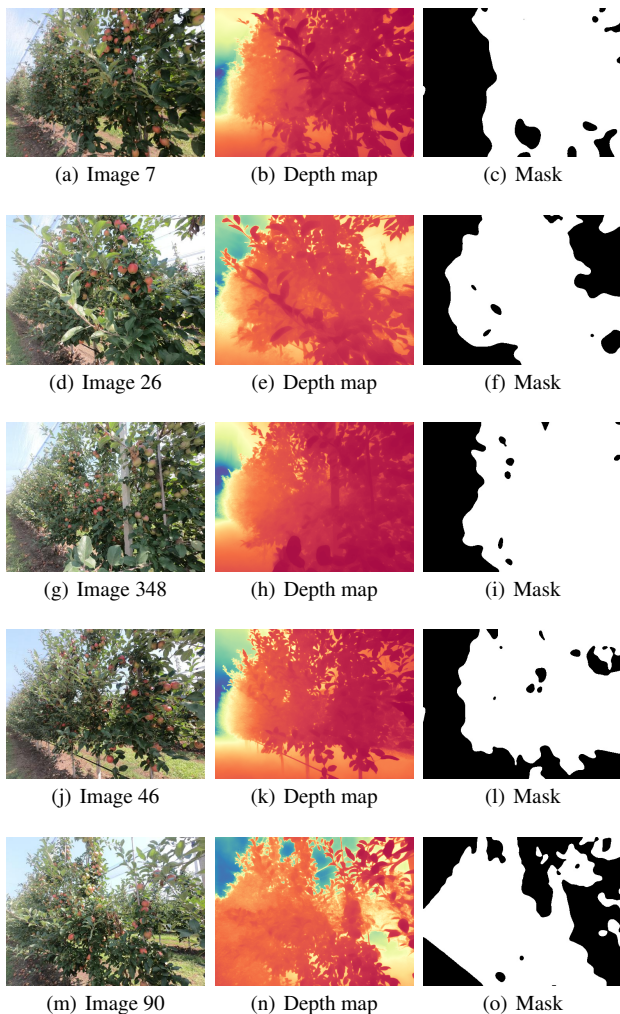 (a) Image 7 (b) Depth map (c) Mask
(d) Image 26 (e) Depth map (f) Mask
(g) Image 348 (h) Depth map (i) Mask
(j) Image 46 (k) Depth map (l) Mask
(m) Image 90 (n) Depth map (o) Mask